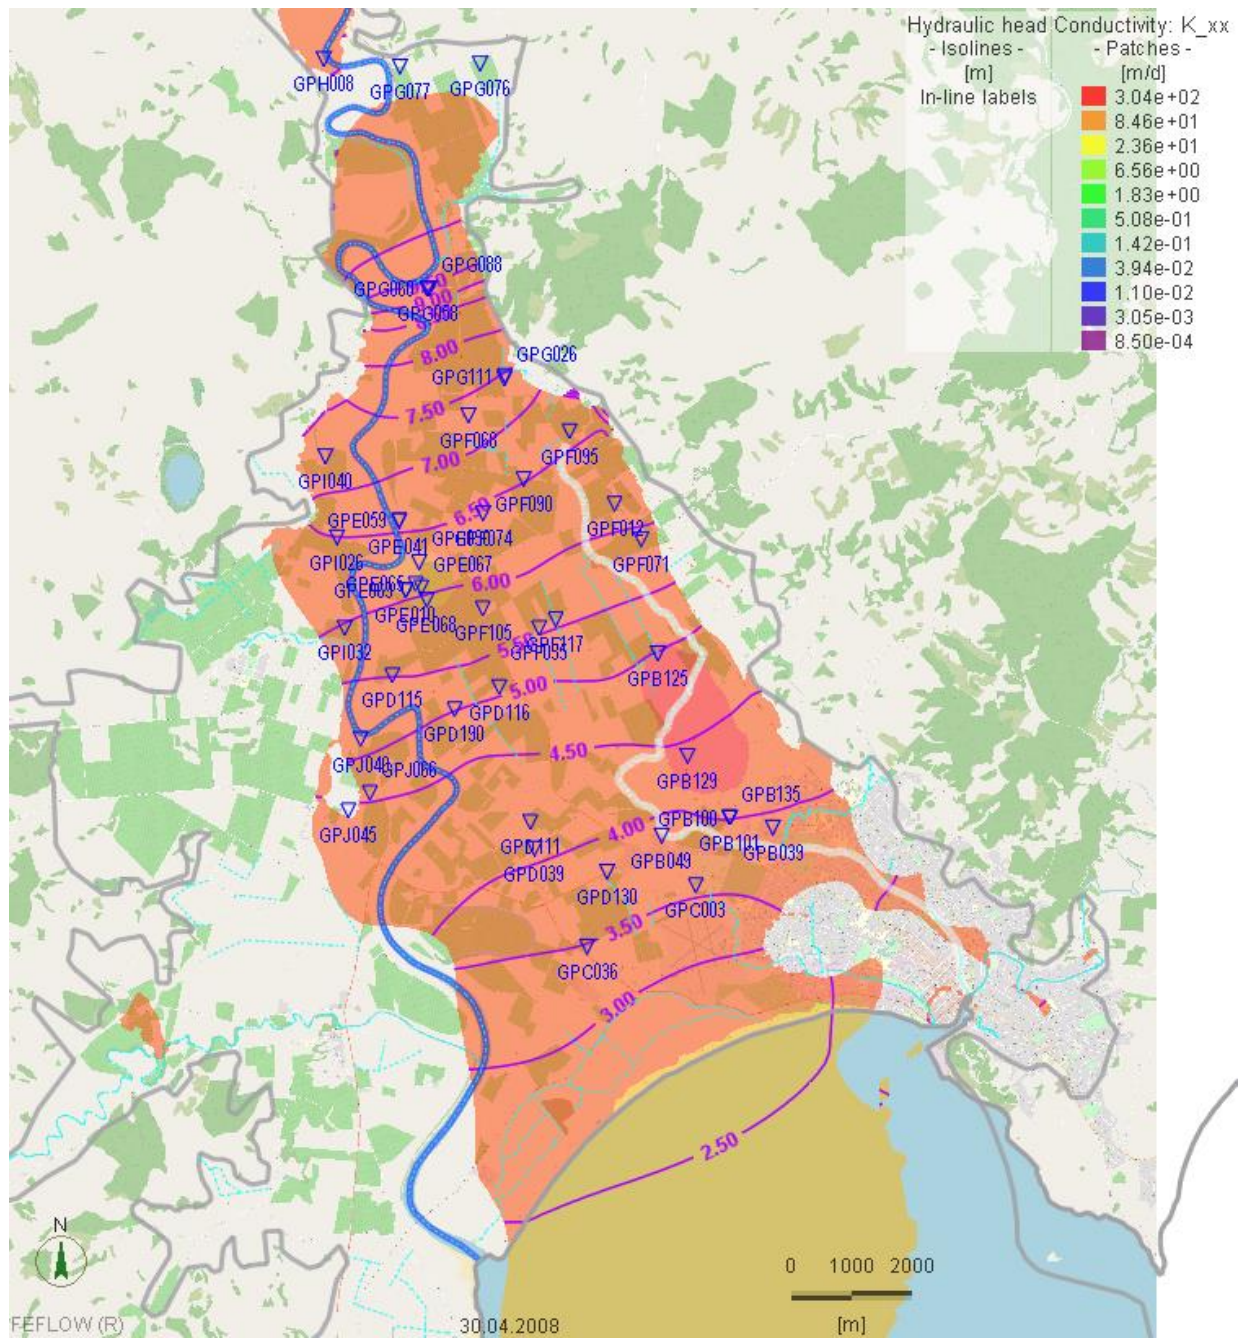 Hydraulic head Conductivity: K_xx
- Isolines - - Patches -
[m] [m/d]
In-line labels
3.04e+02
8.46e+01
2.36e+01
6.56e+00
1.83e+00
5.08e-01
1.42e-01
3.94e-02
1.10e-02
3.05e-03
8.50e-04
GPH008
GPG077
GPG076
GPG088
GPG060
9.00
GPG058
8.00
GPG026
GPG111
7.50
GPF068
GPF095
7.00
GPI040
GPF090
6.50
GPE059
GPF012
GPE041
GPI026
GPE067
GPF071
6.00
GPE010
GPE068
GPF105
GPI032
GPF117
5.00
GPB125
GPD115
GPD116
GPD190
4.50
GPJ066
GPB129
GPB135
GPJ045
GPB100
4.00
GPD111
GPB101
GPB049
GPB039
GPD039
GPD130
GPC003
3.50
GPC036
3.00
2.50
N
0 1000 2000
[m]
FEFLOW (R)
30.04.2008